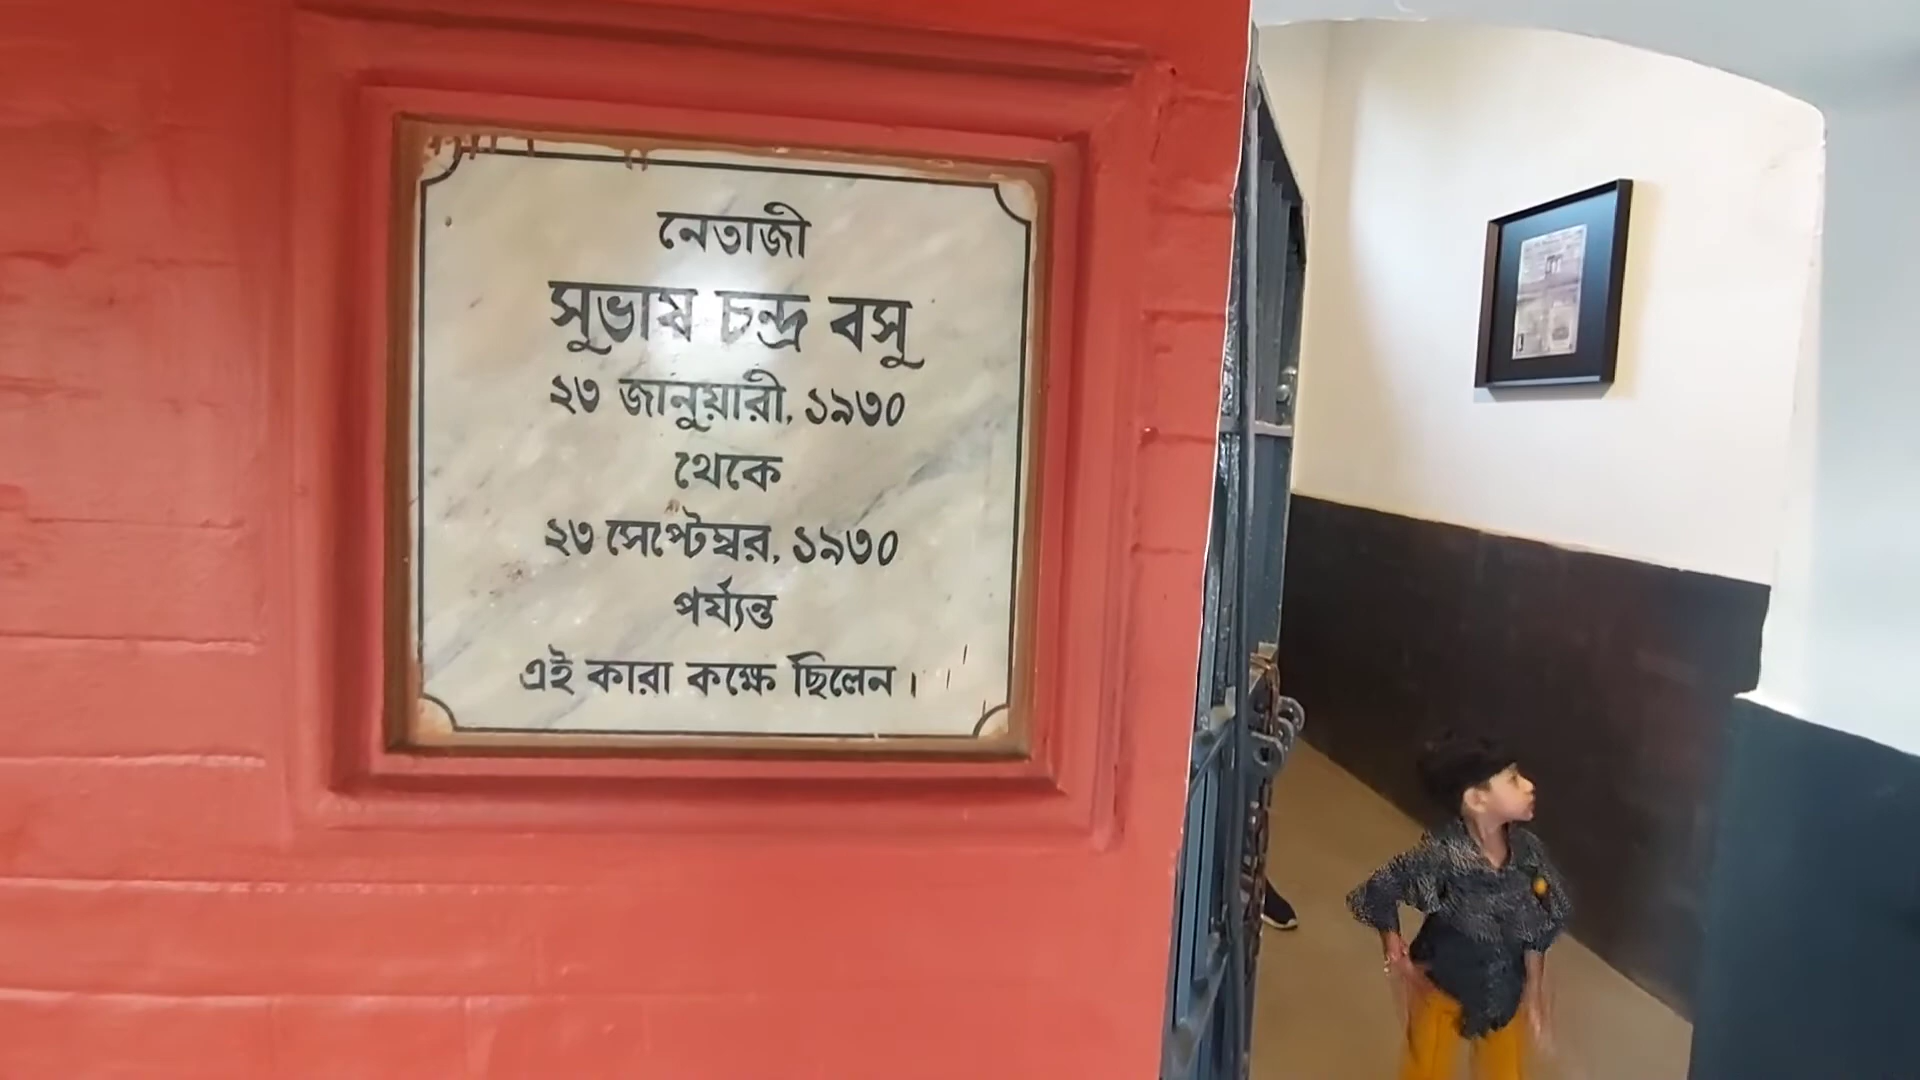 নেতাজী
সুভাষ চন্দ্র বসু
২৩ জানুয়ারী, ১৯৩০
থেকে
২৩ সেপ্টেম্বর, ১৯৩০
পর্য্যন্ত
এই কারা কক্ষে ছিলেন।